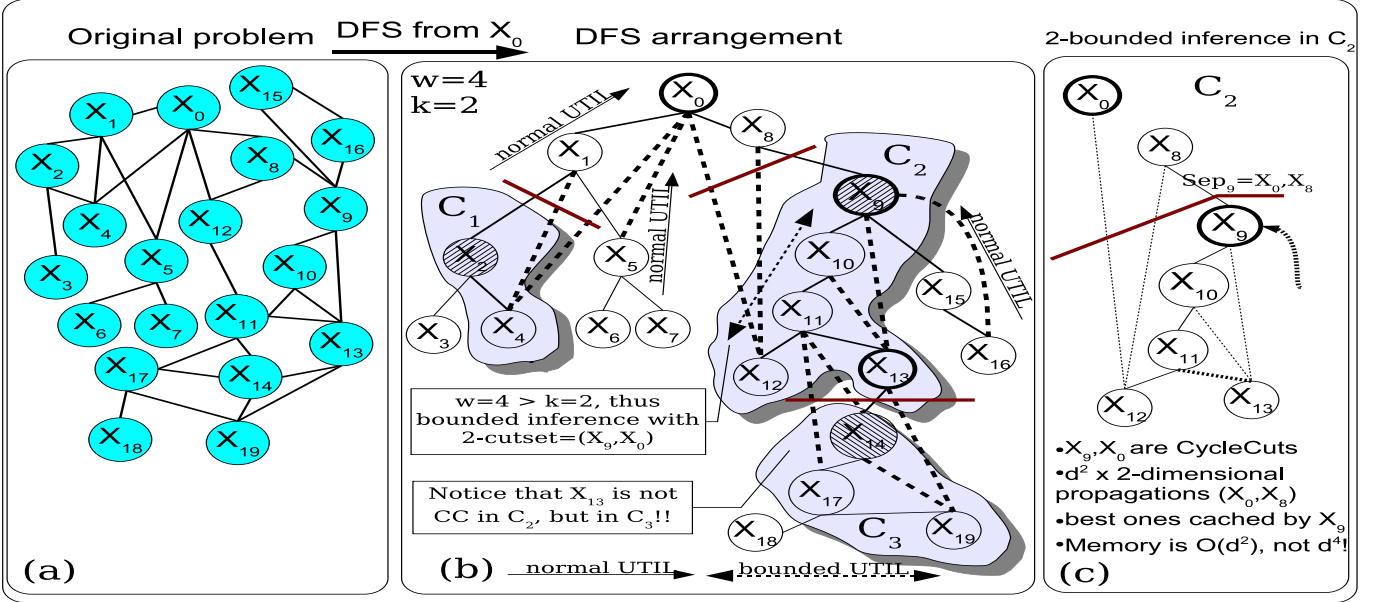 Original problem
DFS from X0
DFS arrangement
2-bounded inference in C2
X1
X0
X15
X16
X2
X8
X9
X4
X12
X3
X5
X10
X6
X7
X11
X13
X17
X14
X18
X19
(a)
w=4
k=2
normal UTIL
X0
X8
X1
C2
C1
X9
X2
X5
normal UTIL
X10
normal UTIL
X15
X11
X3
X4
X6
X7
X12
X13
X16
w=4 > k=2, thus
bounded inference with
2-cutset=(X9,X0)
X14
Notice that X13 is not
CC in C2, but in C3!!
X17
X18
C3
X19
(b)
normal UTIL
bounded UTIL
X0
C2
X8
Sep9=X0,X8
X9
X10
X11
X12
X13
•X9,X0 are CycleCuts
•d² x 2-dimensional
propagations (X0,X8)
•best ones cached by X9
•Memory is O(d²), not d⁴!
(c)